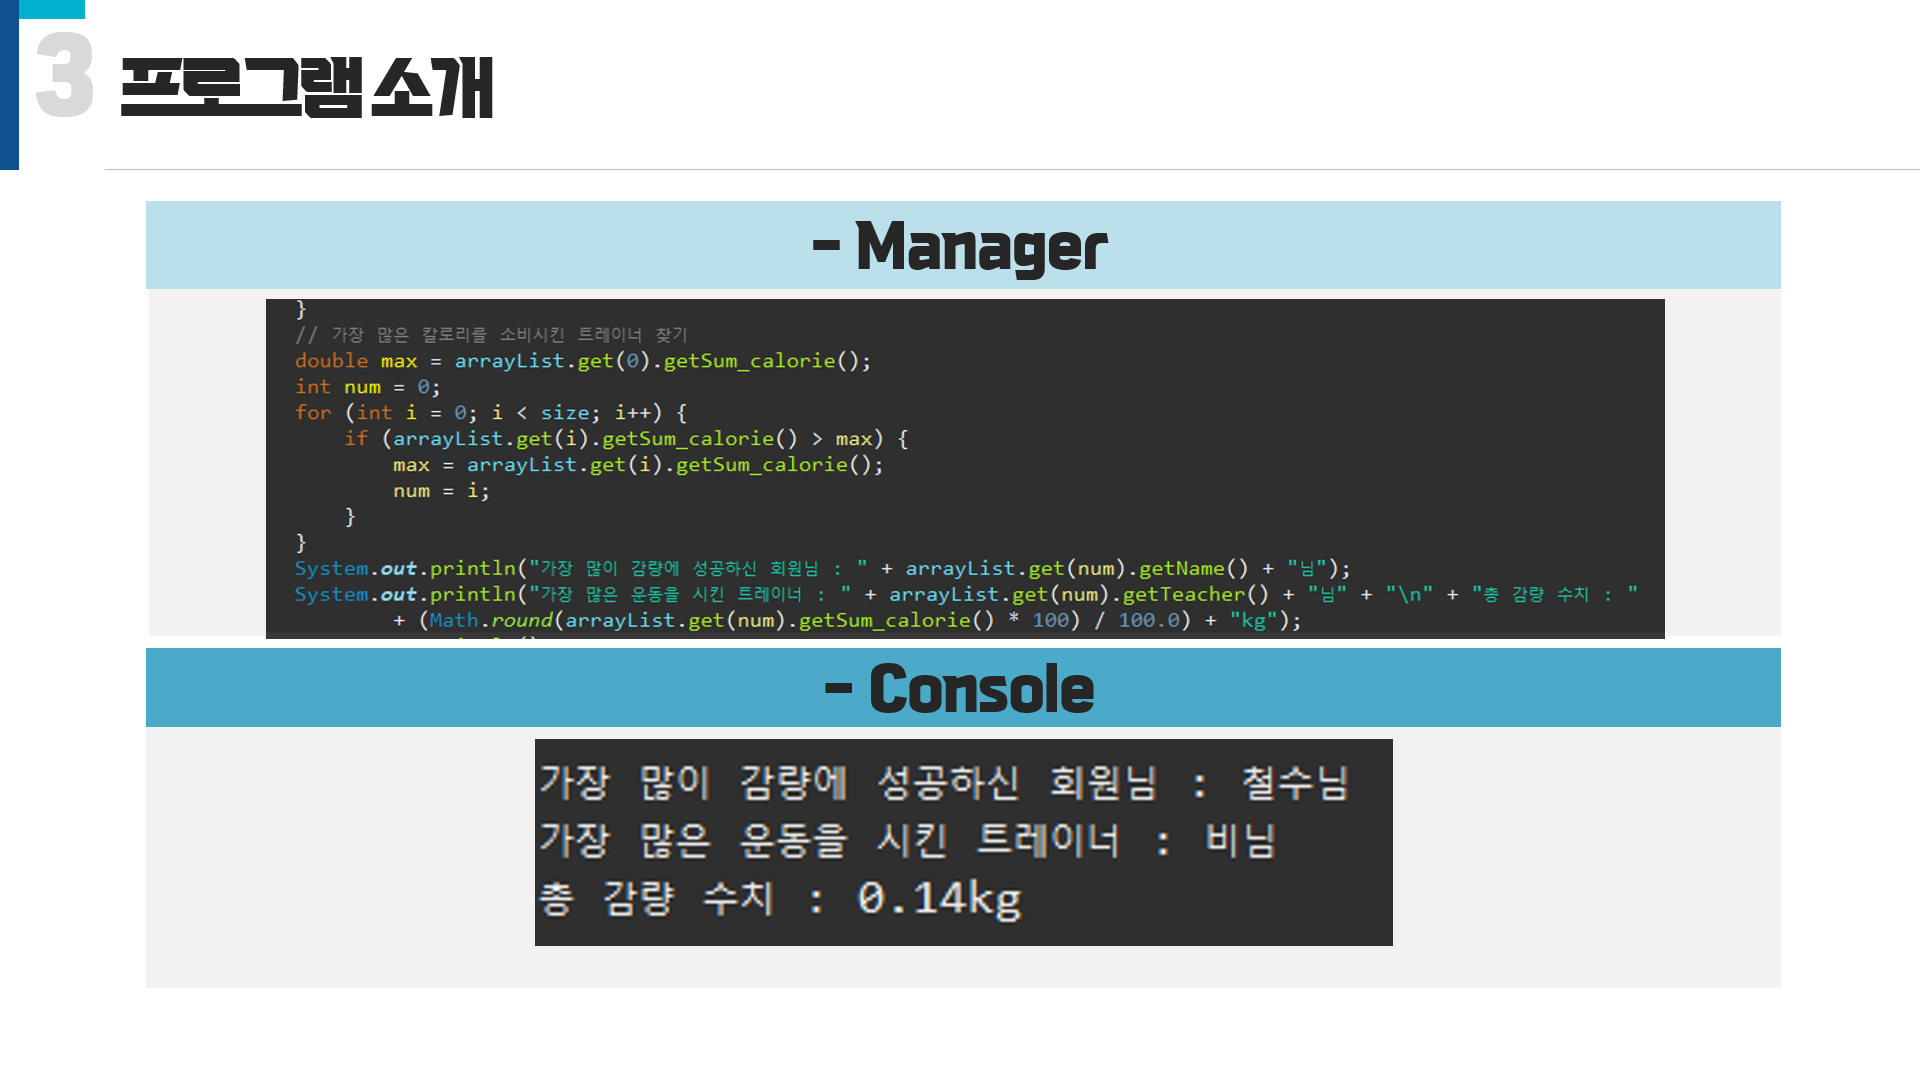 3
프로그램 소개
- Manager
}
// 가장 많은 칼로리를 소비시킨 트레이너 찾기
double max = arrayList.get(0).getSum_calorie();
int num = 0;
for (int i = 0; i < size; i++) {
if (arrayList.get(i).getSum_calorie() > max) {
max = arrayList.get(i).getSum_calorie();
num = i;
}
}
System.out.println("가장 많이 감량에 성공하신 회원님 : " + arrayList.get(num).getName() + "님");
System.out.println("가장 많은 운동을 시킨 트레이너 : " + arrayList.get(num).getTeacher() + "님" + "\n" + "총 감량 수치 : "
+ (Math.round(arrayList.get(num).getSum_calorie() * 100) / 100.0) + "kg");
- Console
가장 많이 감량에 성공하신 회원님 : 철수님
가장 많은 운동을 시킨 트레이너 : 비님
총 감량 수치 : 0.14kg